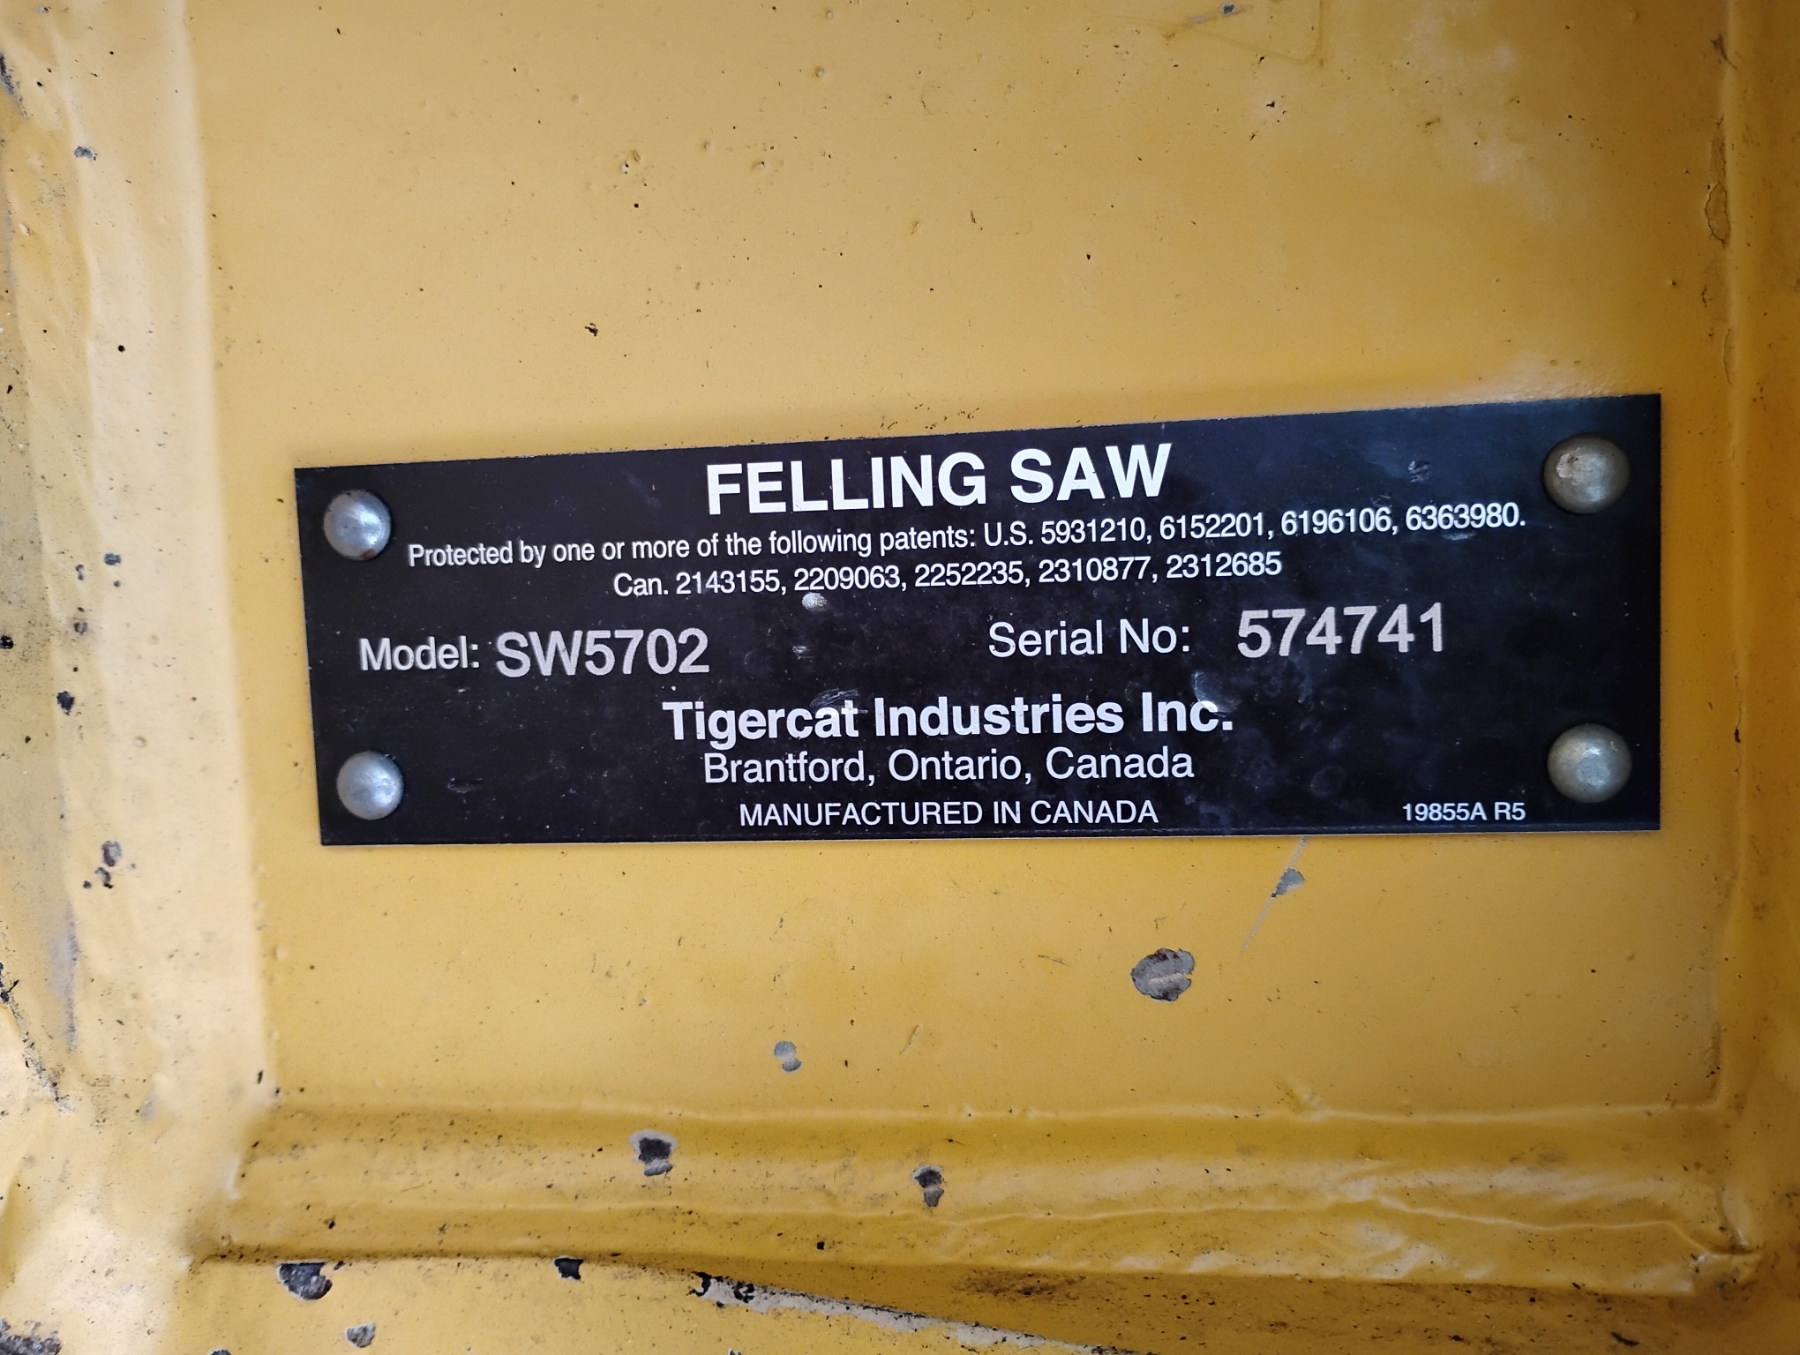 FELLING SAW
Protected by one or more of the following patents: U.S. 5931210, 6152201, 6196106, 6363980.
Can. 2143155, 2209063, 2252235, 2310877, 2312685
Model: SW5702 Serial No: 574741
Tigercat Industries Inc.
Brantford, Ontario, Canada
MANUFACTURED IN CANADA 19855A R5